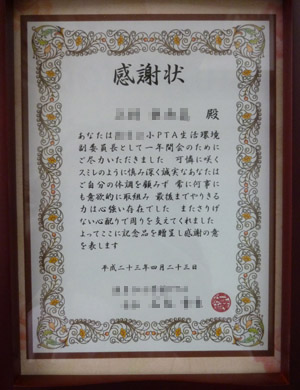 感謝状
殿
あなたは小PTA生活環境
副委員長として一年間会のために
ご尽力いただきました 可憐に咲く
スミレのように慎み深く誠実なあなたは
ご自分の体調を顧みず 常に何事に
も意欲的に取組み 最後までやりきる
力は心強い存在でした またさりげ
ない心配りで周りを支えてくれました
よってここに記念品を贈呈し感謝の意
を表します
平成二十三年四月二十三日